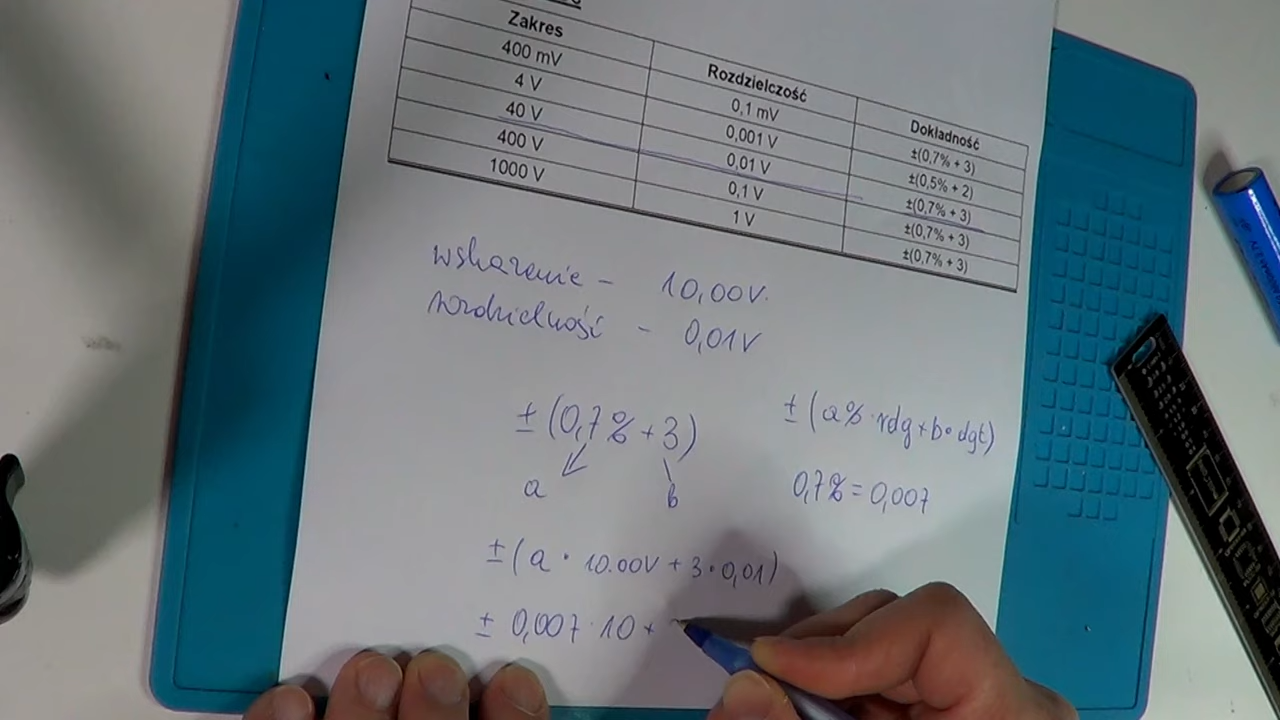 Zakres Rozdzielczość Dokładność
400 mV 0,1 mV ±(0,7% + 3)
4 V 0,001 V ±(0,5% + 2)
40 V 0,01 V ±(0,7% + 3)
400 V 0,1 V ±(0,7% + 3)
1000 V 1 V ±(0,7% + 3)
wskazanie – 10,00V.
rozdzielność – 0,01V
± (0,7% + 3) ± (a% · rdg + b · dgt)
a b 0,7% = 0,007
± (a · 10.00V + 3 · 0,01)
± 0,007 · 10 +